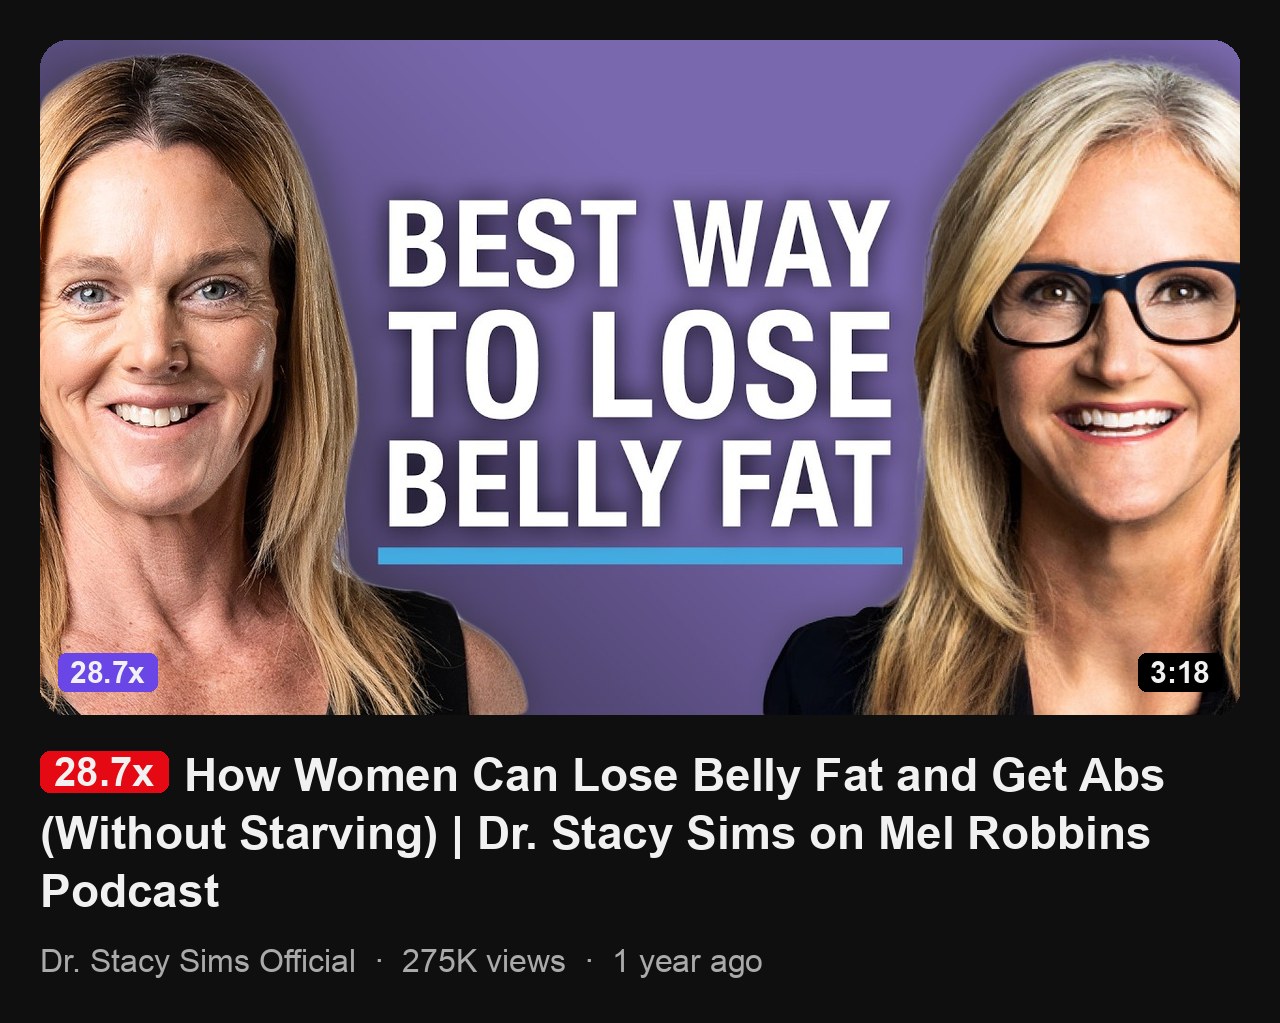 BEST WAY
TO LOSE
BELLY FAT
28.7x
3:18
28.7x How Women Can Lose Belly Fat and Get Abs
(Without Starving) | Dr. Stacy Sims on Mel Robbins
Podcast
Dr. Stacy Sims Official · 275K views · 1 year ago